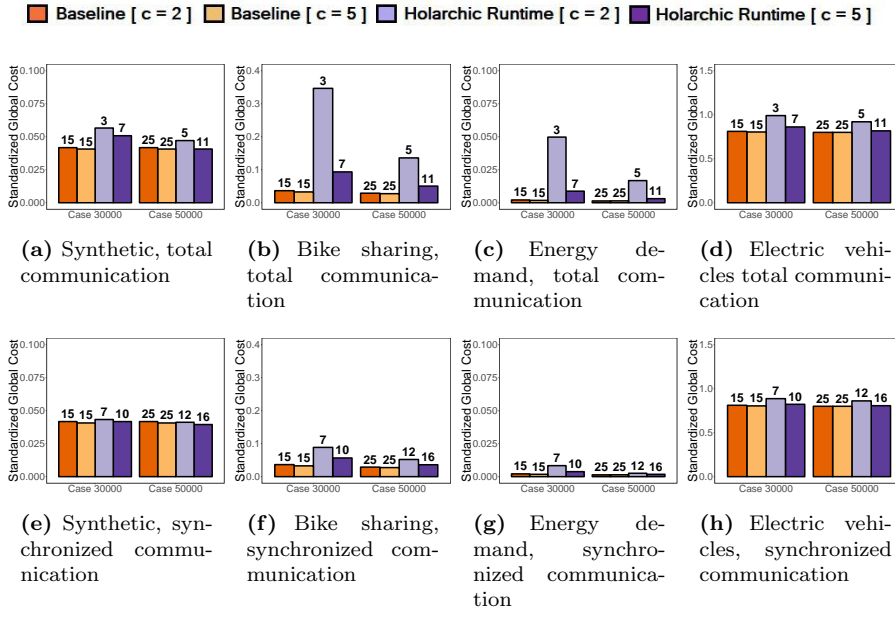 Baseline [ c = 2 ] Baseline [ c = 5 ] Holarchic Runtime [ c = 2 ] Holarchic Runtime [ c = 5 ]
Standardized Global Cost
0.100
0.075
0.050
0.025
0.000
15 15 3 7 25 25 5 11
Case 30000 Case 50000
Standardized Global Cost
0.4
0.3
0.2
0.1
0.0
15 15 3 7 25 25 5 11
Case 30000 Case 50000
Standardized Global Cost
0.100
0.075
0.050
0.025
0.000
15 15 3 7 25 25 5 11
Case 30000 Case 50000
Standardized Global Cost
1.5
1.0
0.5
0.0
15 15 3 7 25 25 5 11
Case 30000 Case 50000
(a) Synthetic, total
communication
(b) Bike sharing,
total communica-
tion
(c) Energy de-
mand, total com-
munication
(d) Electric vehi-
cles total communi-
cation
Standardized Global Cost
0.100
0.075
0.050
0.025
0.000
15 15 7 10 25 25 12 16
Case 30000 Case 50000
Standardized Global Cost
0.4
0.3
0.2
0.1
0.0
15 15 7 10 25 25 12 16
Case 30000 Case 50000
Standardized Global Cost
0.100
0.075
0.050
0.025
0.000
15 15 7 10 25 25 12 16
Case 30000 Case 50000
Standardized Global Cost
1.5
1.0
0.5
0.0
15 15 7 10 25 25 12 16
Case 30000 Case 50000
(e) Synthetic, syn-
chronized commu-
nication
(f) Bike sharing,
synchronized com-
munication
(g) Energy de-
mand, synchro-
nized communica-
tion
(h) Electric vehi-
cles, synchronized
communication